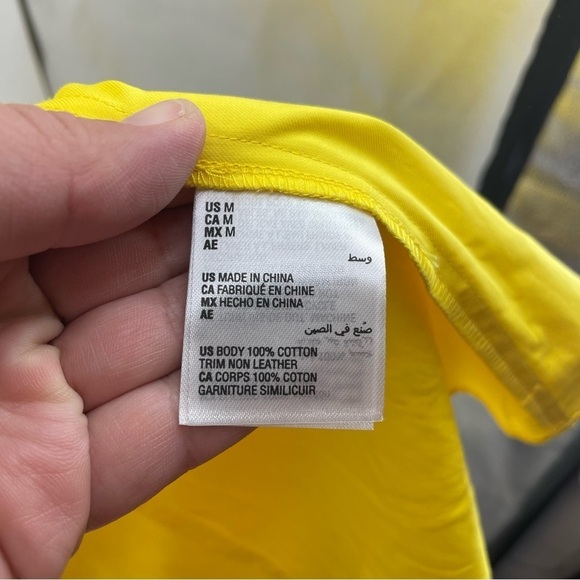 US M
CA M
MX M
AE
وسط
US MADE IN CHINA
CA FABRIQUÉ EN CHINE
MX HECHO EN CHINA
AE
صنع في الصين
US BODY 100% COTTON
TRIM NON LEATHER
CA CORPS 100% COTON
GARNITURE SIMILICUIR